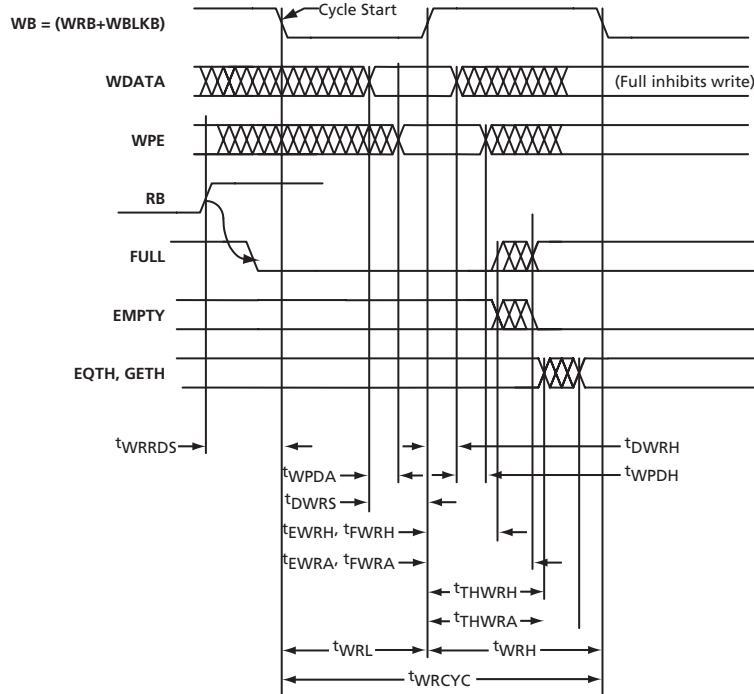 Cycle Start
WB = (WRB+WBLKB)
WDATA
(Full inhibits write)
WPE
RB
FULL
EMPTY
EQTH, GETH
tWRRDS
tDWRH
tWPDA
tWPDH
tDWRS
tEWRH, tFWRH
tEWRA, tFWRA
tTHWRH
tTHWRA
tWRL
tWRH
tWRCYC